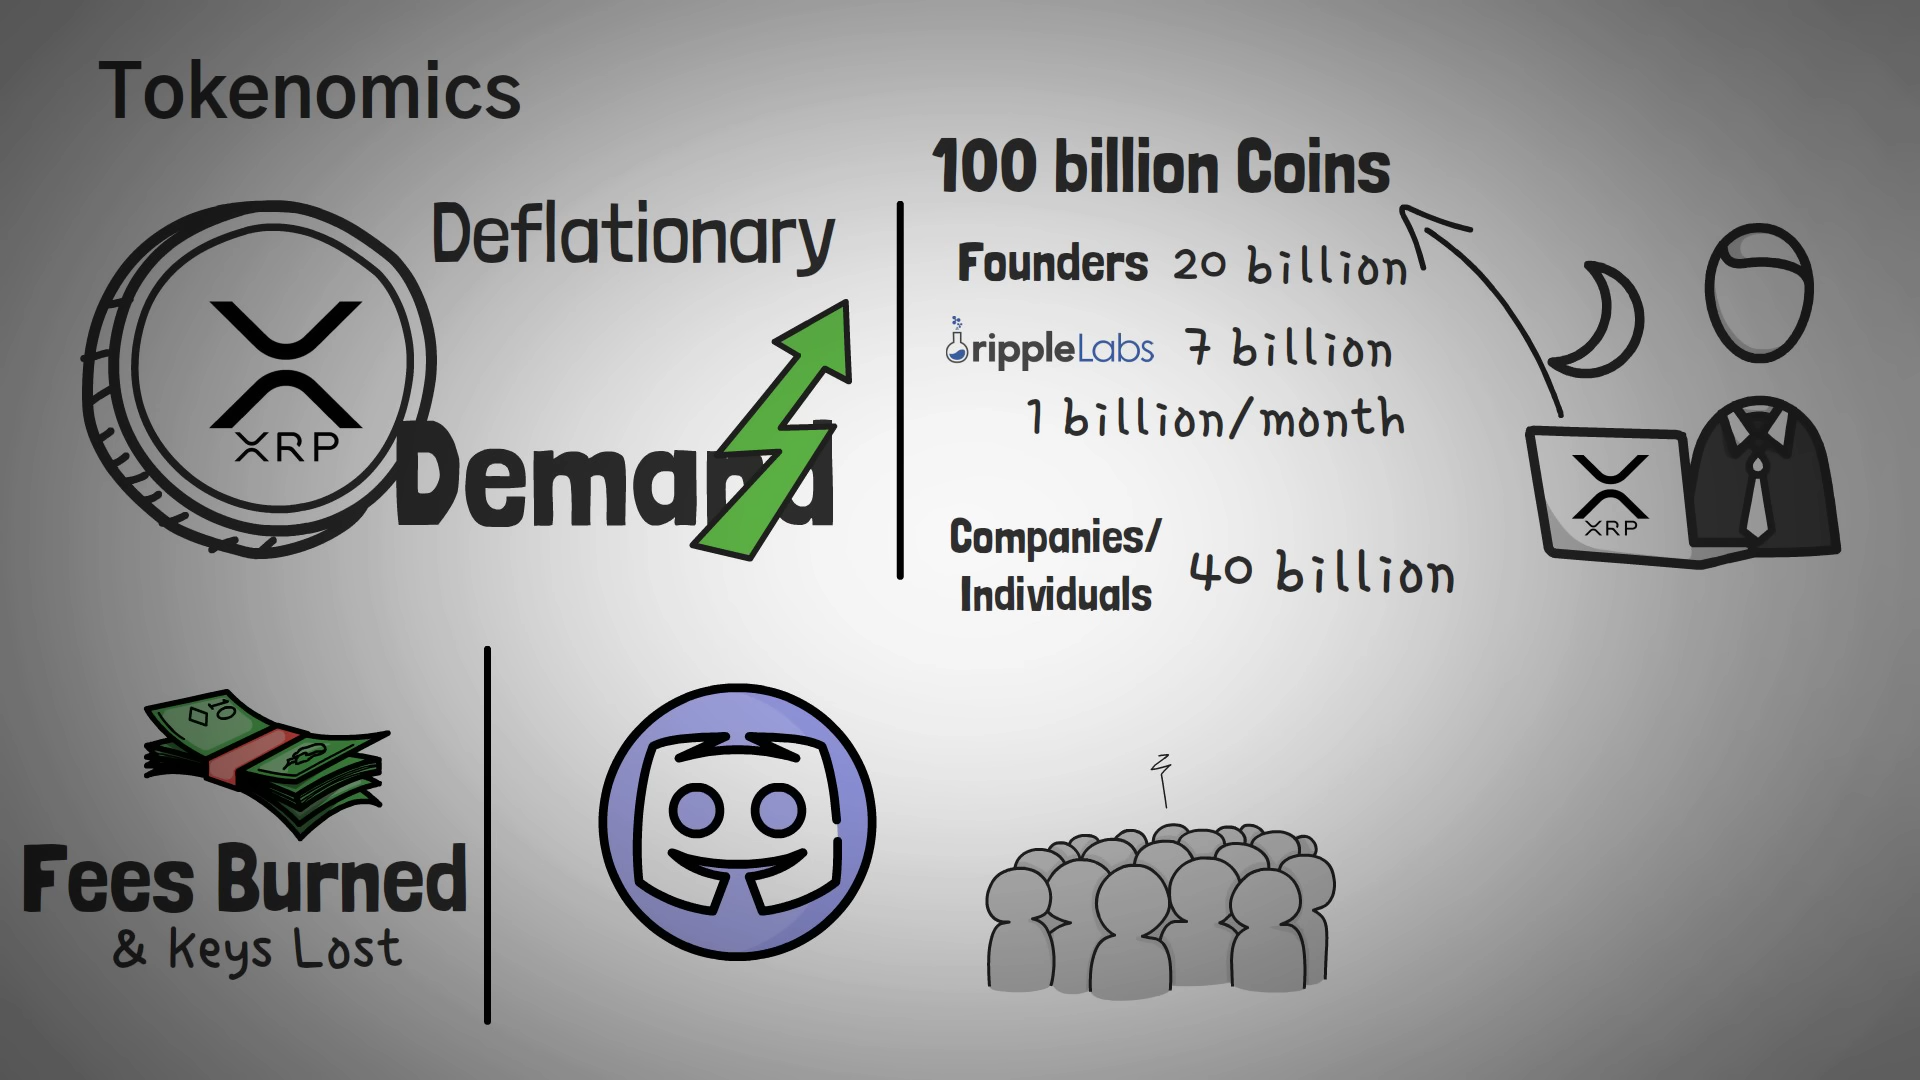 Tokenomics
Deflationary
XRP
Demand
100 billion Coins
Founders 20 billion
rippleLabs 7 billion
1 billion/month
Companies/
Individuals
40 billion
XRP
10
Fees Burned
& Keys Lost